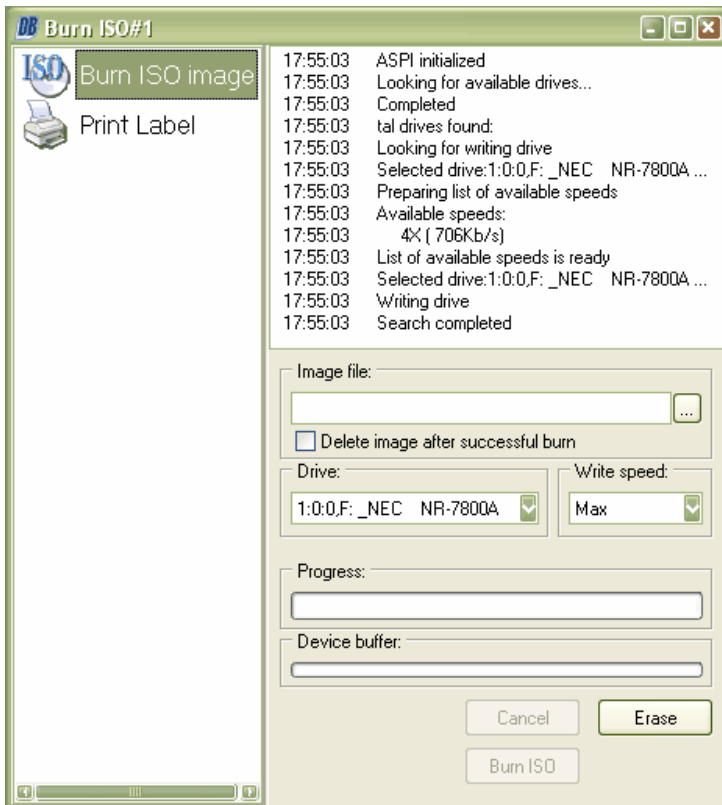 DB Burn ISO#1
ISO Burn ISO image
Print Label
17:55:03 ASPI initialized
17:55:03 Looking for available drives...
17:55:03 Completed
17:55:03 tal drives found:
17:55:03 Looking for writing drive
17:55:03 Selected drive:1:0:0,F: _NEC NR-7800A ...
17:55:03 Preparing list of available speeds
17:55:03 Available speeds:
17:55:03 4X ( 706Kb/s)
17:55:03 List of available speeds is ready
17:55:03 Selected drive:1:0:0,F: _NEC NR-7800A ...
17:55:03 Writing drive
17:55:03 Search completed
Image file:
...
Delete image after successful burn
Drive: Write speed:
1:0:0,F: _NEC NR-7800A Max
Progress:
Device buffer:
Cancel Erase
Burn ISO